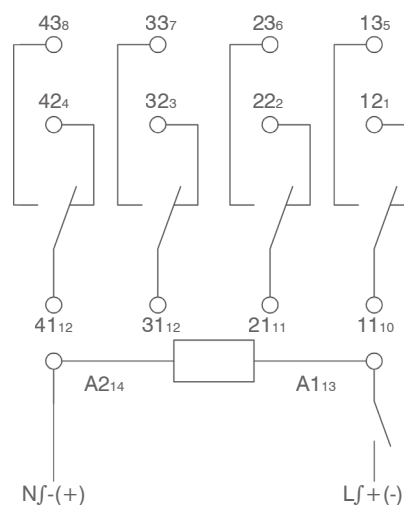 43₈ 33₇ 23₆ 13₅
42₄ 32₃ 22₂ 12₁
41₁₂ 31₁₂ 21₁₁ 11₁₀
A2₁₄ A1₁₃
N∫-(+) L∫+(-)